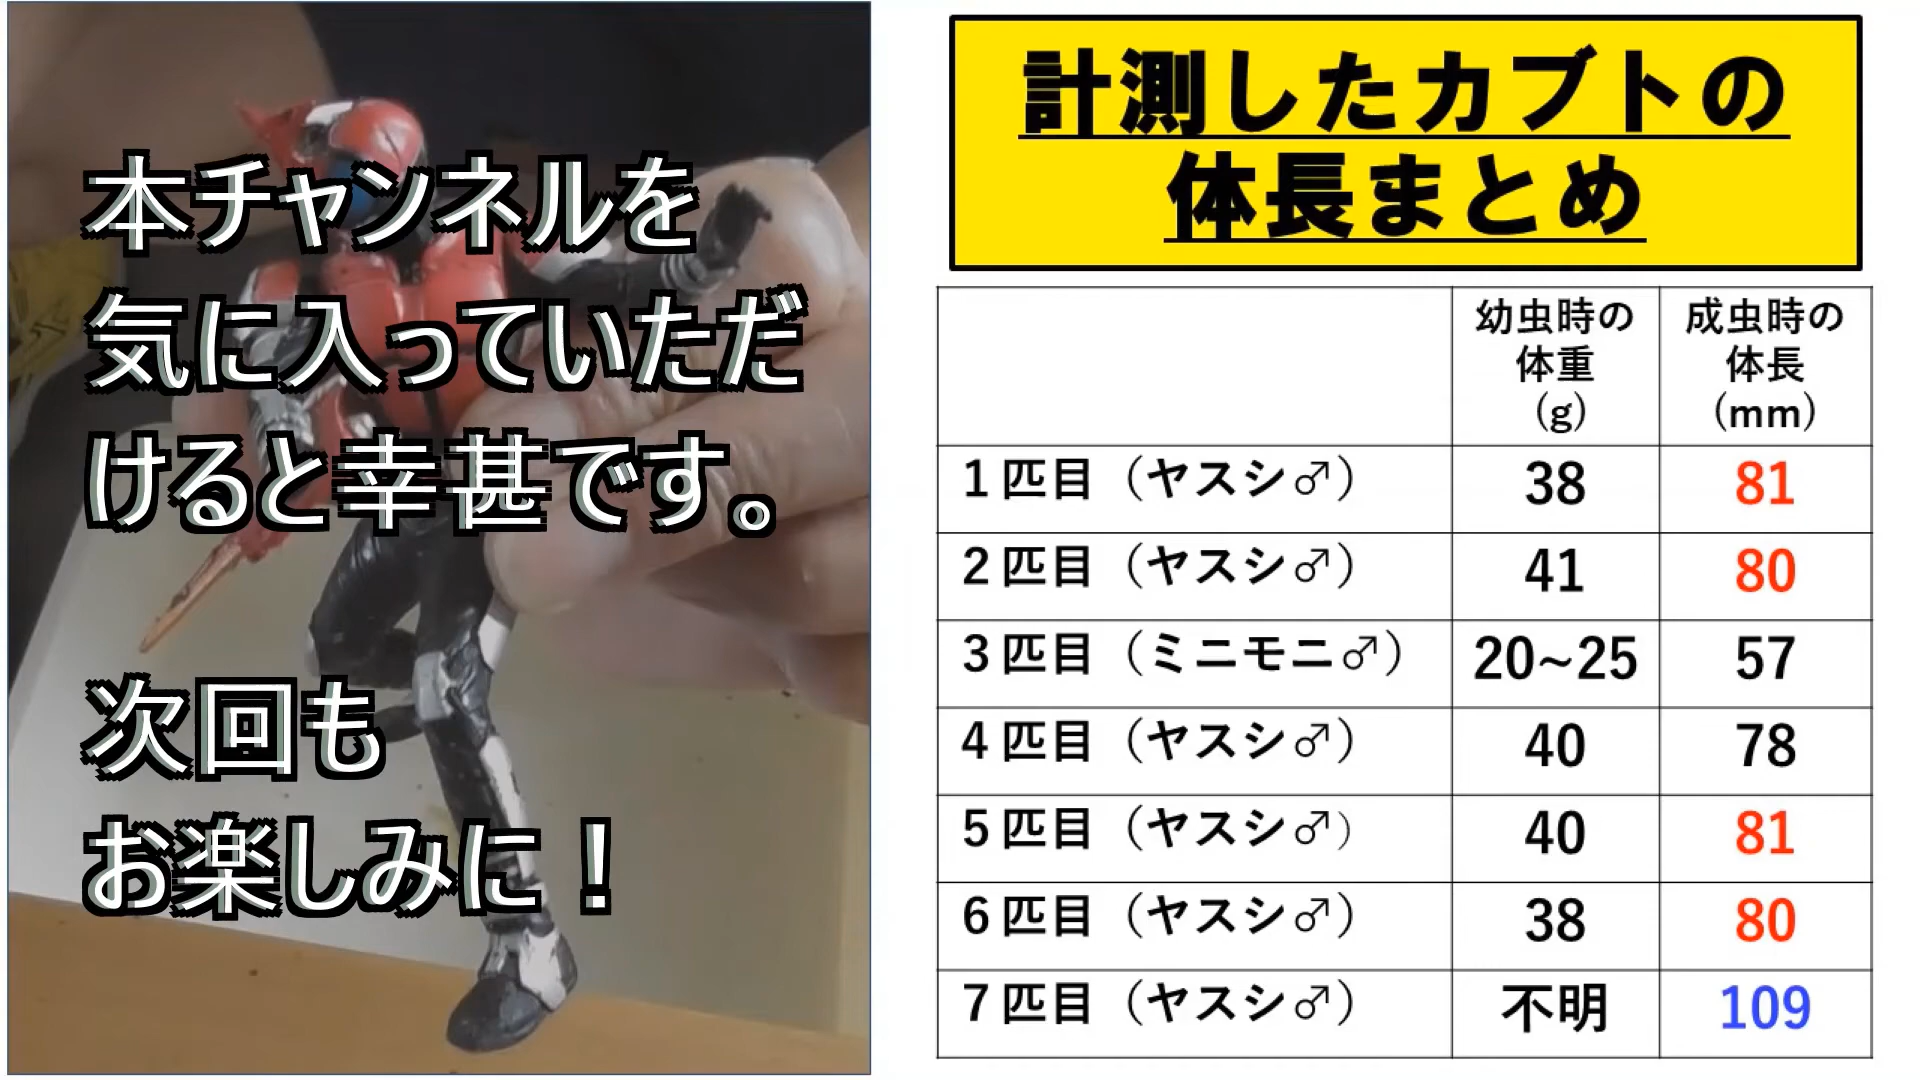 本チャンネルを
気に入っていただ
けると幸甚です。
次回も
お楽しみに！
計測したカブトの
体長まとめ
幼虫時の
体重
(g)
成虫時の
体長
(mm)
1匹目（ヤスシ♂） 38 81
2匹目（ヤスシ♂） 41 80
3匹目（ミニモニ♂） 20~25 57
4匹目（ヤスシ♂） 40 78
5匹目（ヤスシ♂） 40 81
6匹目（ヤスシ♂） 38 80
7匹目（ヤスシ♂） 不明 109